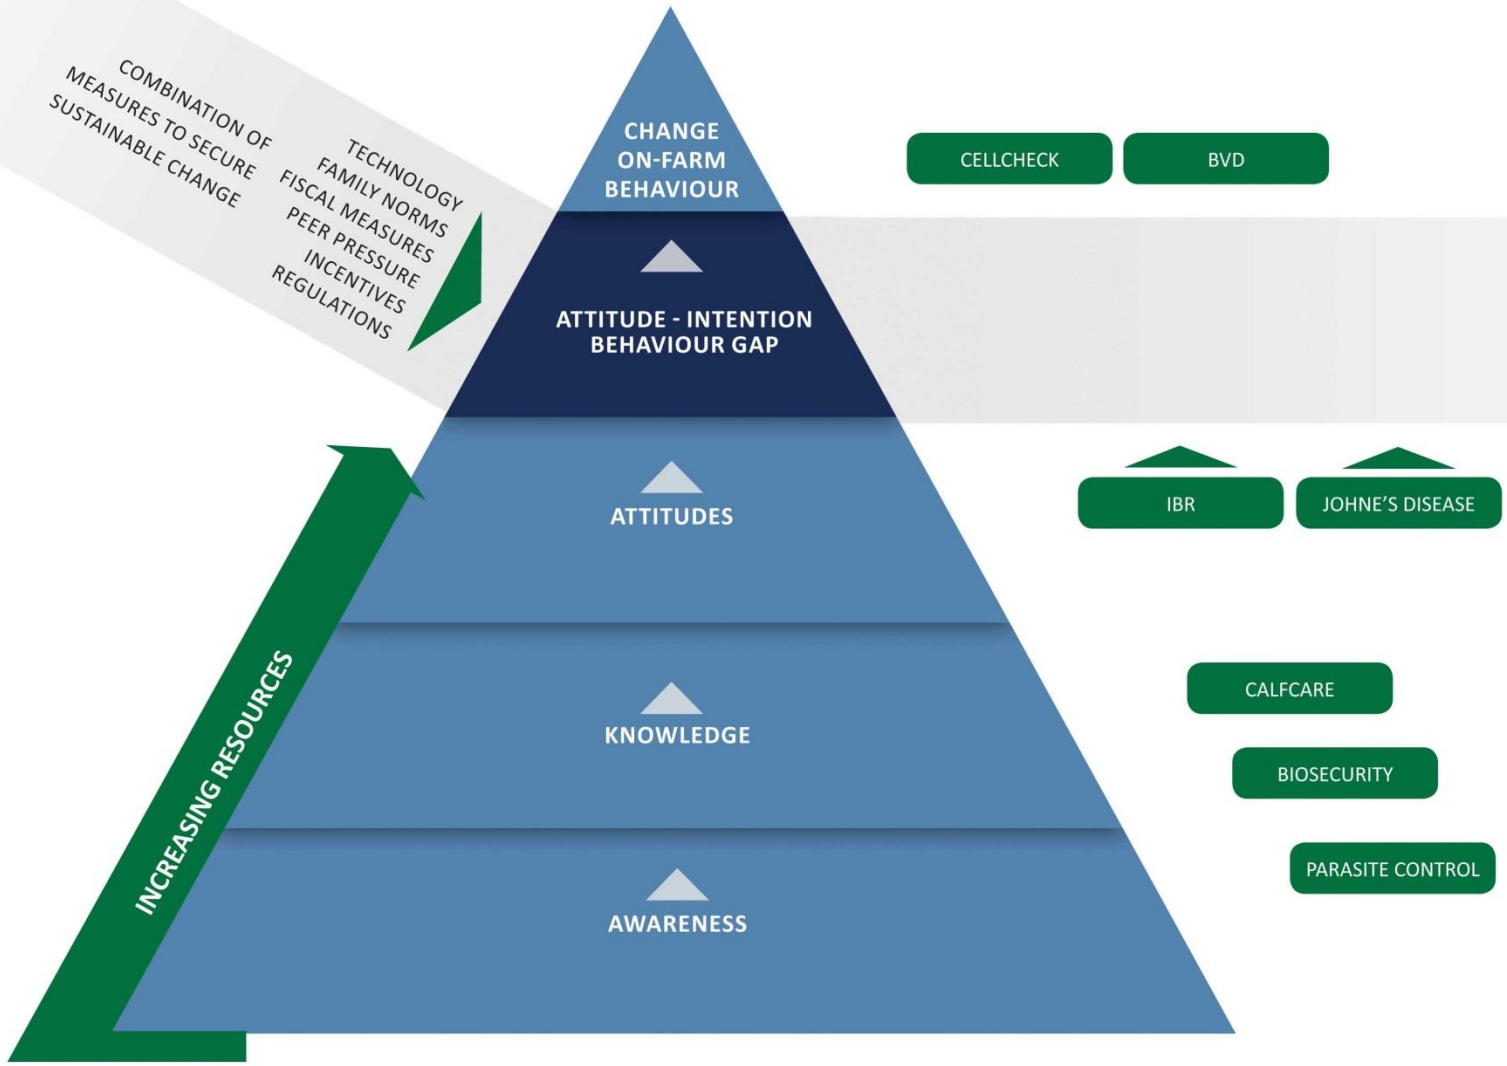 COMBINATION OF
MEASURES TO SECURE
SUSTAINABLE CHANGE
TECHNOLOGY
FAMILY NORMS
FISCAL MEASURES
PEER PRESSURE
INCENTIVES
REGULATIONS
CHANGE
ON-FARM
BEHAVIOUR
CELLCHECK
BVD
ATTITUDE - INTENTION
BEHAVIOUR GAP
ATTITUDES
IBR
JOHNE’S DISEASE
INCREASING RESOURCES
KNOWLEDGE
CALFCARE
BIOSECURITY
PARASITE CONTROL
AWARENESS